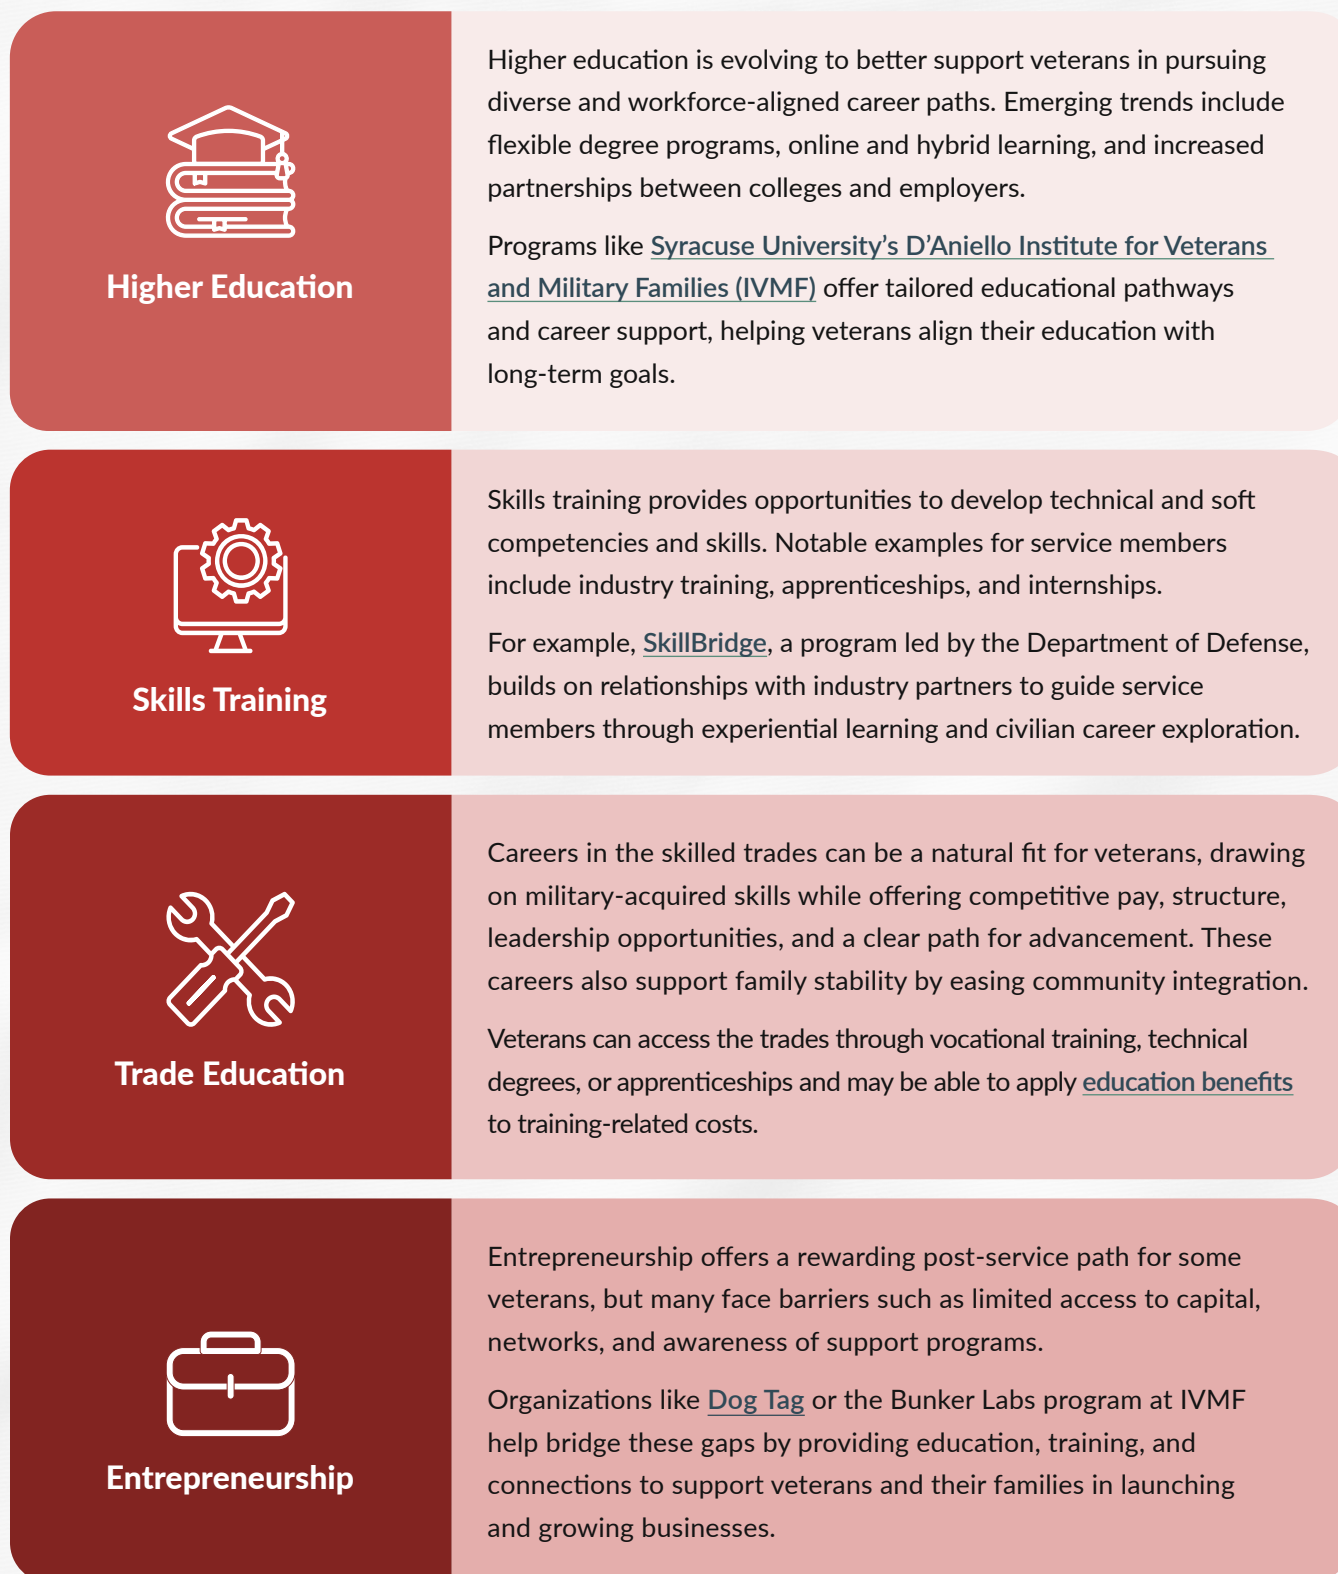 Higher Education
Higher education is evolving to better support veterans in pursuing
diverse and workforce-aligned career paths. Emerging trends include
flexible degree programs, online and hybrid learning, and increased
partnerships between colleges and employers.
Programs like Syracuse University’s D’Aniello Institute for Veterans
and Military Families (IVMF) offer tailored educational pathways
and career support, helping veterans align their education with
long-term goals.
Skills Training
Skills training provides opportunities to develop technical and soft
competencies and skills. Notable examples for service members
include industry training, apprenticeships, and internships.
For example, SkillBridge, a program led by the Department of Defense,
builds on relationships with industry partners to guide service
members through experiential learning and civilian career exploration.
Trade Education
Careers in the skilled trades can be a natural fit for veterans, drawing
on military-acquired skills while offering competitive pay, structure,
leadership opportunities, and a clear path for advancement. These
careers also support family stability by easing community integration.
Veterans can access the trades through vocational training, technical
degrees, or apprenticeships and may be able to apply education benefits
to training-related costs.
Entrepreneurship
Entrepreneurship offers a rewarding post-service path for some
veterans, but many face barriers such as limited access to capital,
networks, and awareness of support programs.
Organizations like Dog Tag or the Bunker Labs program at IVMF
help bridge these gaps by providing education, training, and
connections to support veterans and their families in launching
and growing businesses.